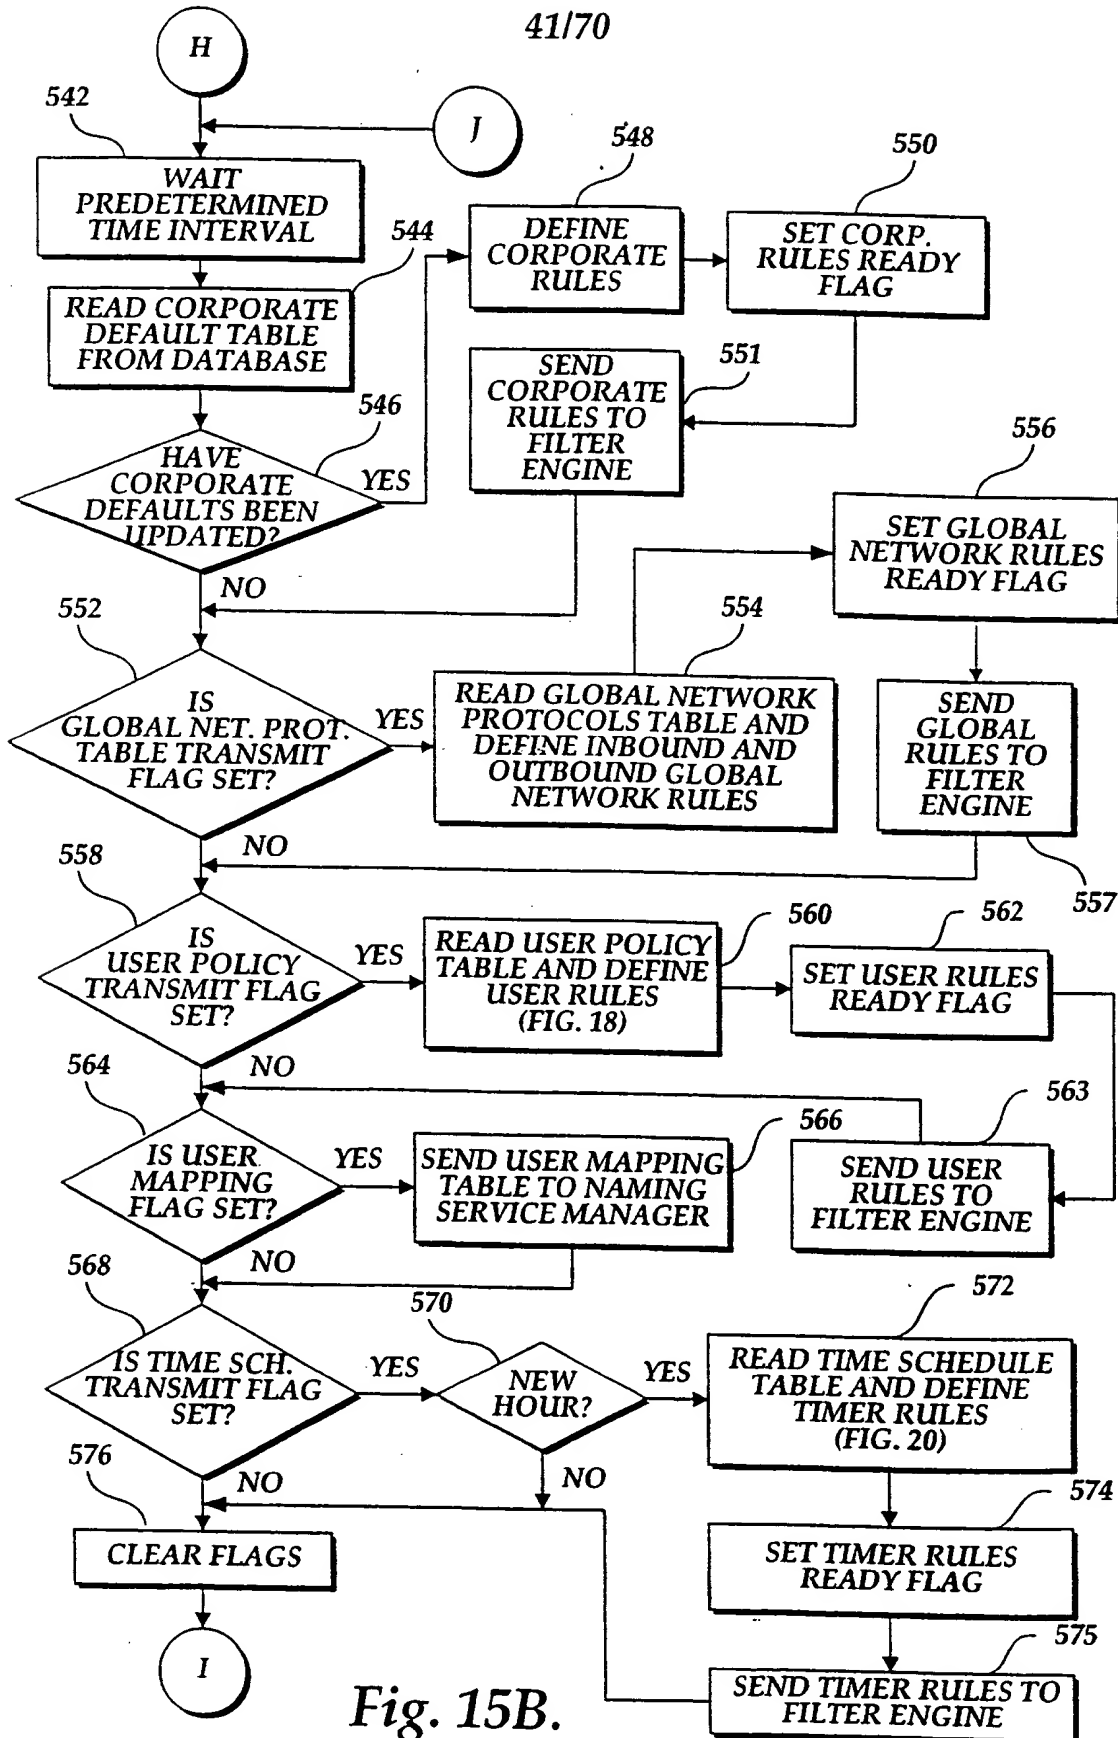 41/70
H
J
542
WAIT
PREDETERMINED
TIME INTERVAL
544
READ CORPORATE
DEFAULT TABLE
FROM DATABASE
546
HAVE
CORPORATE
DEFAULTS BEEN
UPDATED?
YES
NO
548
DEFINE
CORPORATE
RULES
550
SET CORP.
RULES READY
FLAG
551
SEND
CORPORATE
RULES TO
FILTER
ENGINE
552
IS
GLOBAL NET. PROT.
TABLE TRANSMIT
FLAG SET?
YES
NO
554
READ GLOBAL NETWORK
PROTOCOLS TABLE AND
DEFINE INBOUND AND
OUTBOUND GLOBAL
NETWORK RULES
556
SET GLOBAL
NETWORK RULES
READY FLAG
SEND
GLOBAL
RULES TO
FILTER
ENGINE
557
558
IS
USER POLICY
TRANSMIT FLAG
SET?
YES
NO
560
READ USER POLICY
TABLE AND DEFINE
USER RULES
(FIG. 18)
562
SET USER RULES
READY FLAG
563
SEND USER
RULES TO
FILTER ENGINE
564
IS USER
MAPPING
FLAG SET?
YES
NO
566
SEND USER MAPPING
TABLE TO NAMING
SERVICE MANAGER
568
IS TIME SCH.
TRANSMIT FLAG
SET?
YES
NO
570
NEW
HOUR?
YES
NO
572
READ TIME SCHEDULE
TABLE AND DEFINE
TIMER RULES
(FIG. 20)
574
SET TIMER RULES
READY FLAG
575
SEND TIMER RULES TO
FILTER ENGINE
576
CLEAR FLAGS
I
Fig. 15B.